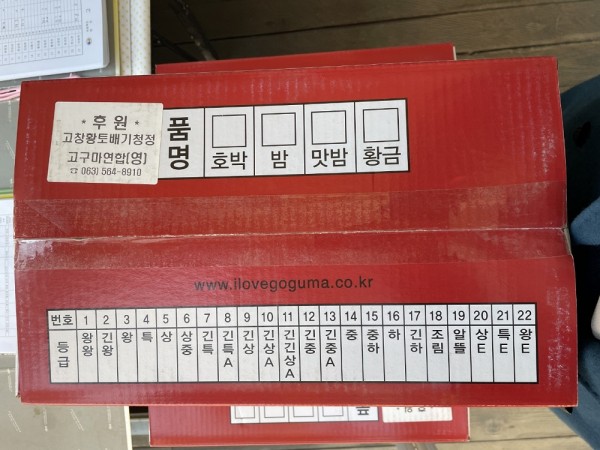 * 후 원 *
고창황토배기청정
고구마연합(영)
☎ 063) 564-8910
품명 호박 밤 맛밤 황금
www.ilovegoguma.co.kr
번호 1 2 3 4 5 6 7 8 9 10 11 12 13 14 15 16 17 18 19 20 21 22
등급 왕왕 긴왕 왕 특 상 상중 긴특 긴특A 긴상 긴상A 긴긴상A 긴중 긴중A 중 중하 하 긴하 조림 알뜰 상E 특E 왕E